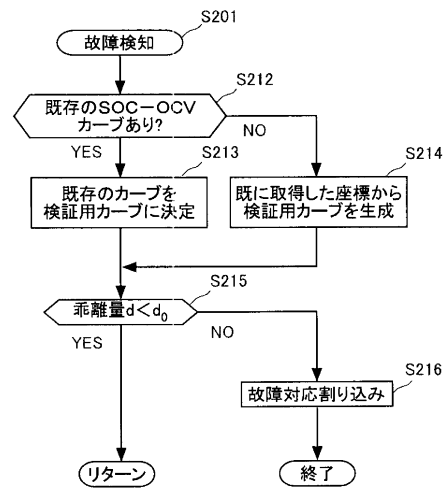 S201
故障検知
S212
既存のSOC－OCV
カーブあり?
YES
NO
S213
既存のカーブを
検証用カーブに決定
S214
既に取得した座標から
検証用カーブを生成
S215
乖離量d＜d₀
YES
NO
S216
故障対応割り込み
リターン
終了